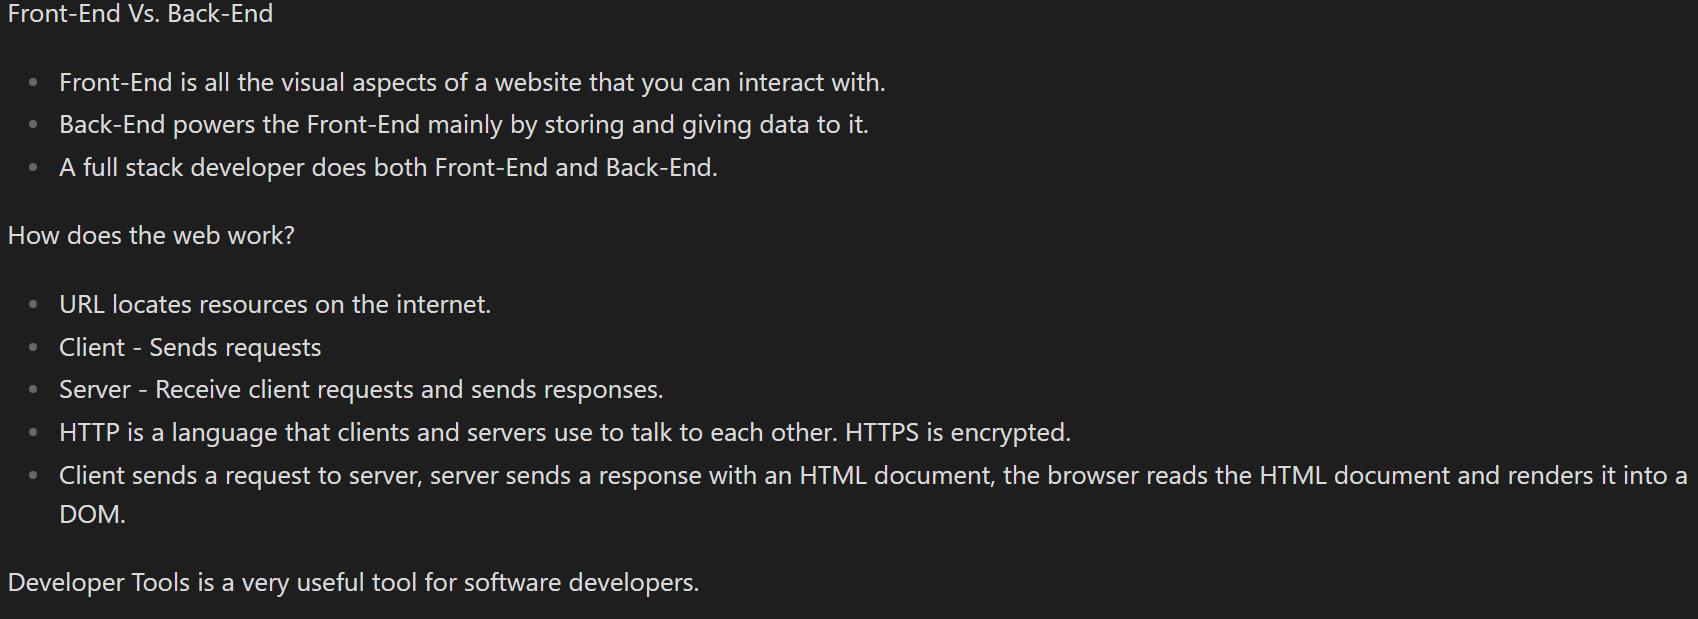 Front-End Vs. Back-End
Front-End is all the visual aspects of a website that you can interact with.
Back-End powers the Front-End mainly by storing and giving data to it.
A full stack developer does both Front-End and Back-End.
How does the web work?
URL locates resources on the internet.
Client - Sends requests
Server - Receive client requests and sends responses.
HTTP is a language that clients and servers use to talk to each other. HTTPS is encrypted.
Client sends a request to server, server sends a response with an HTML document, the browser reads the HTML document and renders it into a
DOM.
Developer Tools is a very useful tool for software developers.